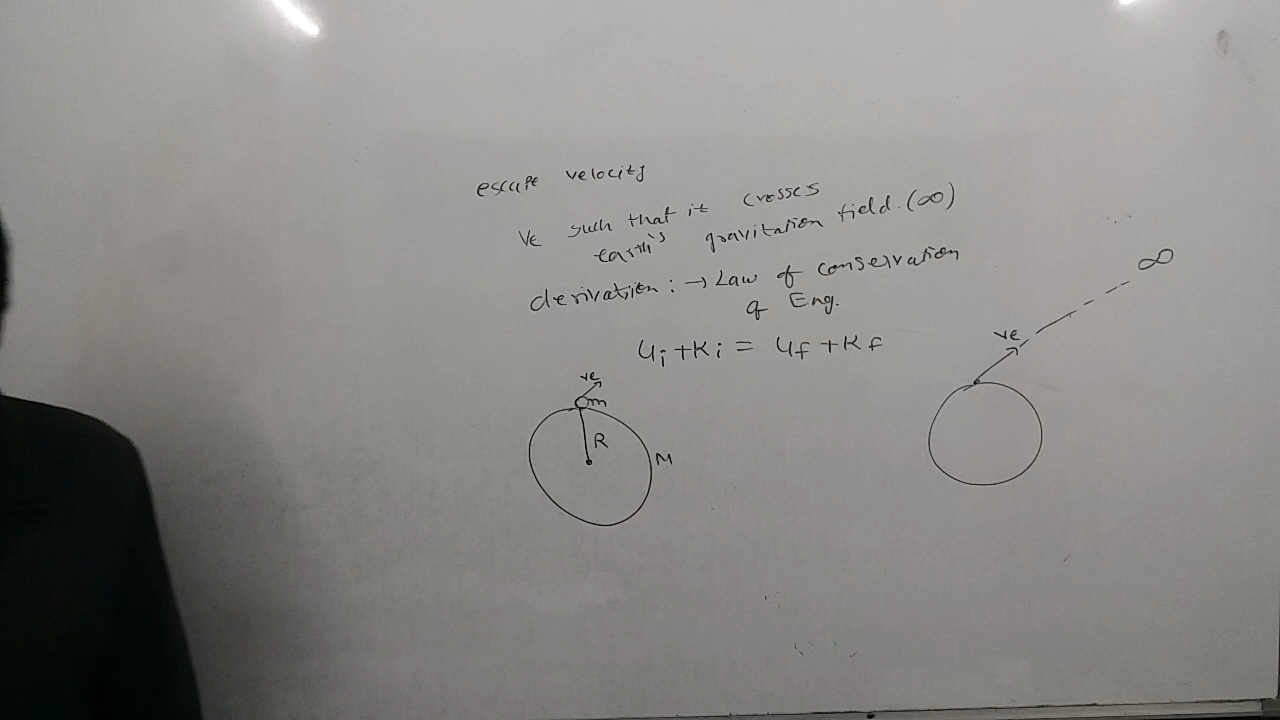 escape velocity
ve such that it crosses
earth's gravitation field. (∞)
derivation : → Law of conservation
of Eng.
Ui + Ki = Uf + Kf
ve
m
R
M
ve
∞